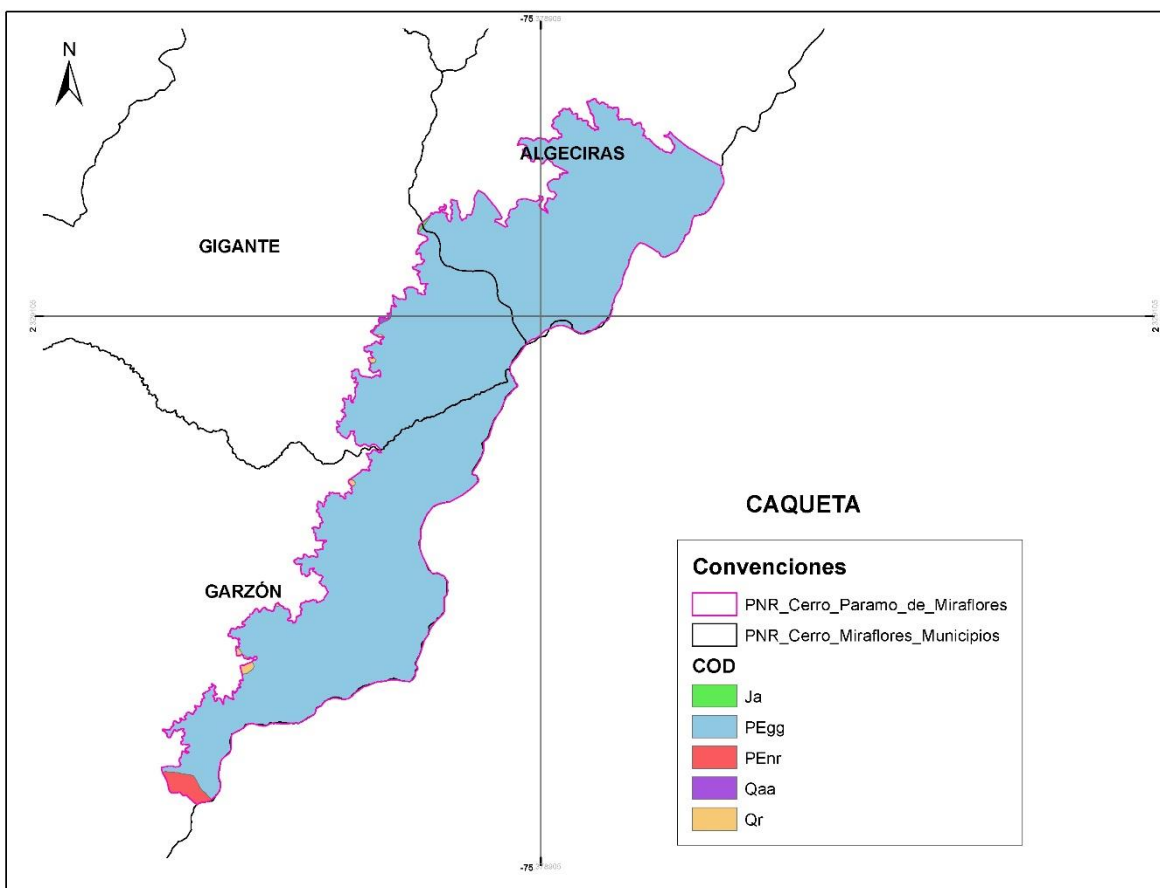 N
-75
ALGECIRAS
GIGANTE
2
2
CAQUETA
GARZÓN
Convenciones
PNR_Cerro_Paramo_de_Miraflores
PNR_Cerro_Miraflores_Municipios
COD
Ja
PEgg
PEnr
Qaa
Qr
-75